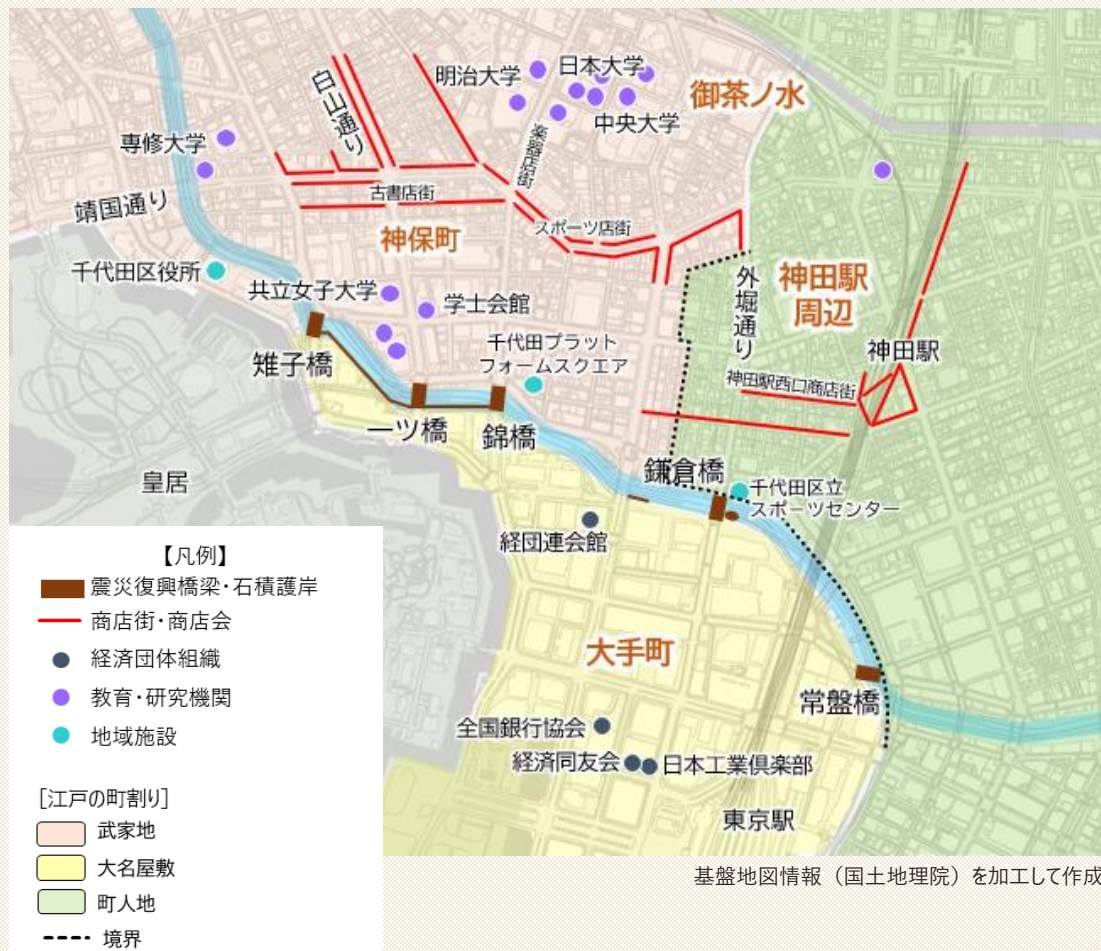 明治大学
日本大学
御茶ノ水
中央大学
白山通り
専修大学
楽器店街
靖国通り
古書店街
スポーツ店街
神保町
千代田区役所
外堀通り
神田駅
周辺
共立女子大学
学士会館
千代田プラット
フォームスクエア
神田駅
雉子橋
神田駅西口商店街
一ツ橋
錦橋
鎌倉橋
皇居
千代田区立
スポーツセンター
経団連会館
大手町
常盤橋
全国銀行協会
経済同友会
日本工業倶楽部
東京駅
【凡例】
震災復興橋梁・石積護岸
商店街・商店会
経済団体組織
教育・研究機関
地域施設
[江戸の町割り]
武家地
大名屋敷
町人地
境界
基盤地図情報（国土地理院）を加工して作成